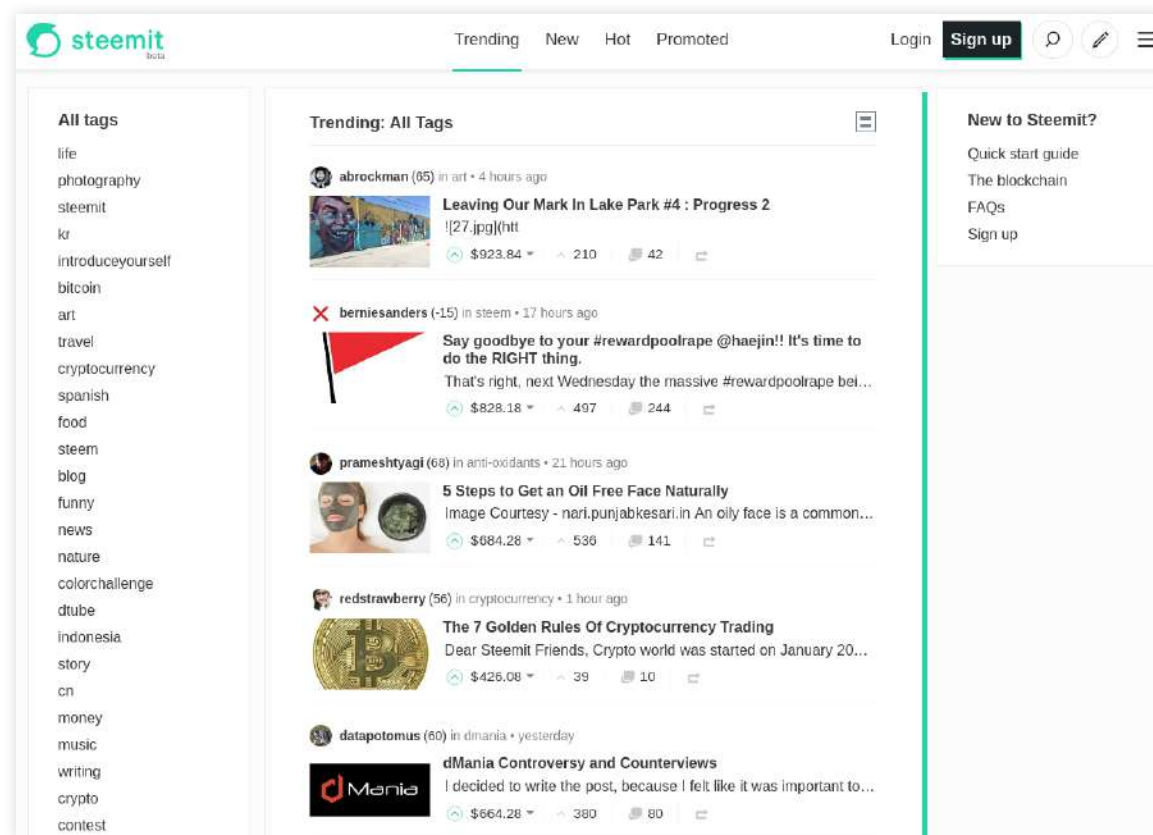 steemit
beta
Trending New Hot Promoted
Login Sign up
All tags
life
photography
steemit
kr
introduceyourself
bitcoin
art
travel
cryptocurrency
spanish
food
steem
blog
funny
news
nature
colorchallenge
dtube
indonesia
story
cn
money
music
writing
crypto
contest
Trending: All Tags
abrockman (65) in art • 4 hours ago
Leaving Our Mark In Lake Park #4 : Progress 2
![27.jpg](htt
$923.84 210 42
berniesanders (-15) in steem • 17 hours ago
Say goodbye to your #rewardpoolrape @haejin!! It's time to
do the RIGHT thing.
That's right, next Wednesday the massive #rewardpoolrape bei...
$828.18 497 244
prameshtyagi (68) in anti-oxidants • 21 hours ago
5 Steps to Get an Oil Free Face Naturally
Image Courtesy - nari.punjabkesari.in An oily face is a common...
$684.28 536 141
redstrawberry (56) in cryptocurrency • 1 hour ago
The 7 Golden Rules Of Cryptocurrency Trading
Dear Steemit Friends, Crypto world was started on January 20...
$426.08 39 10
datapotomus (60) in dmania • yesterday
dMania Controversy and Counterviews
dMania
I decided to write the post, because I felt like it was important to...
$664.28 380 80
New to Steemit?
Quick start guide
The blockchain
FAQs
Sign up